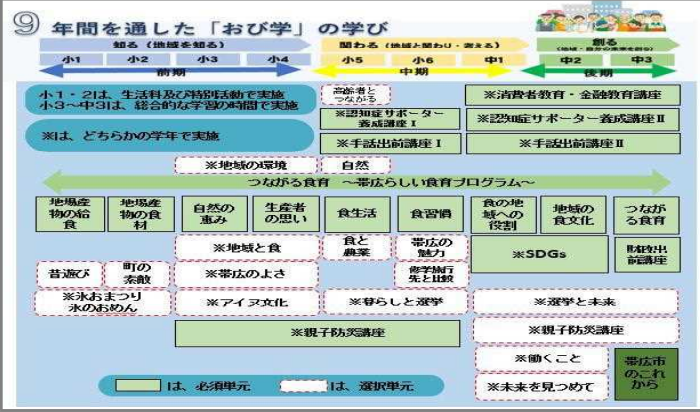 9 年間を通した「おび学」の学び
知る（地域を知る）
関わる（地域と関わり・考える）
創る
小1 小2 小3 小4 小5 小6 中1 中2 中3
前期 中期 後期
小1・2は、生活科及び特別活動で実施
小3～中3は、総合的な学習の時間で実施
※は、どちらかの学年で実施
高齢者と
つながる
※認知症サポーター
養成講座Ⅰ
※手話出前講座Ⅰ
※消費者教育・金融教育講座
※認知症サポーター養成講座Ⅱ
※手話出前講座Ⅱ
※地域の環境
自然
つながる食育 ～帯広らしい食育プログラム～
地場産
物の給
食
地場産
物の食
材
自然の
恵み
生産者
の思い
食生活
食習慣
食の地
域への
役割
地域の
食文化
つなが
る食育
※地域と食
食と
農業
帯広の
魅力
※SDGs
財政出
前講座
昔遊び
町の
素敵
※帯広のよさ
修学旅行
先と比較
※氷まつり
氷のおめん
※アイヌ文化
※暮らしと選挙
※選挙と未来
※親子防災講座
※親子防災講座
※働くこと
※未来を見つめて
帯広市
のこれ
から
は、必須単元
は、選択単元